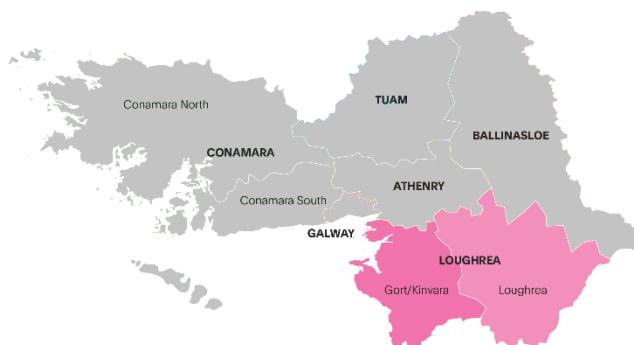 TUAM
Conamara North
BALLINASLOE
CONAMARA
ATHENRY
Conamara South
GALWAY
LOUGHREA
Gort/Kinvara
Loughrea